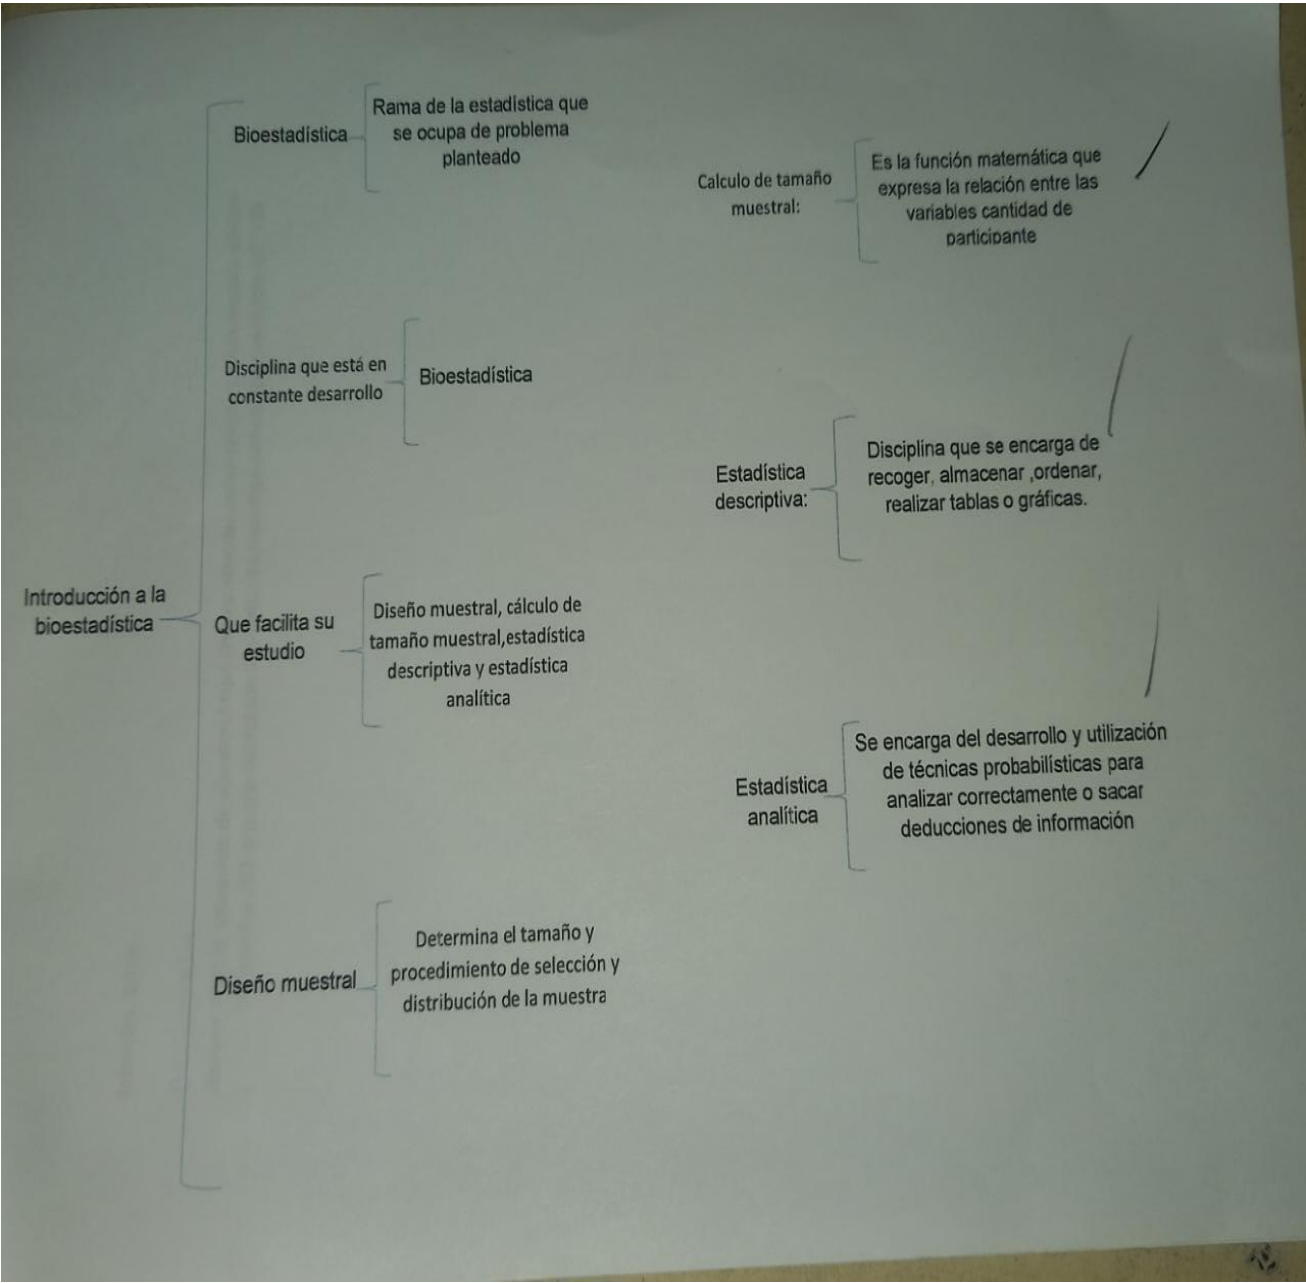 Introducción a la
bioestadística
Bioestadística
Rama de la estadística que
se ocupa de problema
planteado
Disciplina que está en
constante desarrollo
Bioestadística
Que facilita su
estudio
Diseño muestral, cálculo de
tamaño muestral,estadística
descriptiva y estadística
analítica
Diseño muestral
Determina el tamaño y
procedimiento de selección y
distribución de la muestra
Calculo de tamaño
muestral:
Es la función matemática que
expresa la relación entre las
variables cantidad de
participante
Estadística
descriptiva:
Disciplina que se encarga de
recoger, almacenar ,ordenar,
realizar tablas o gráficas.
Estadística
analítica
Se encarga del desarrollo y utilización
de técnicas probabilísticas para
analizar correctamente o sacar
deducciones de información